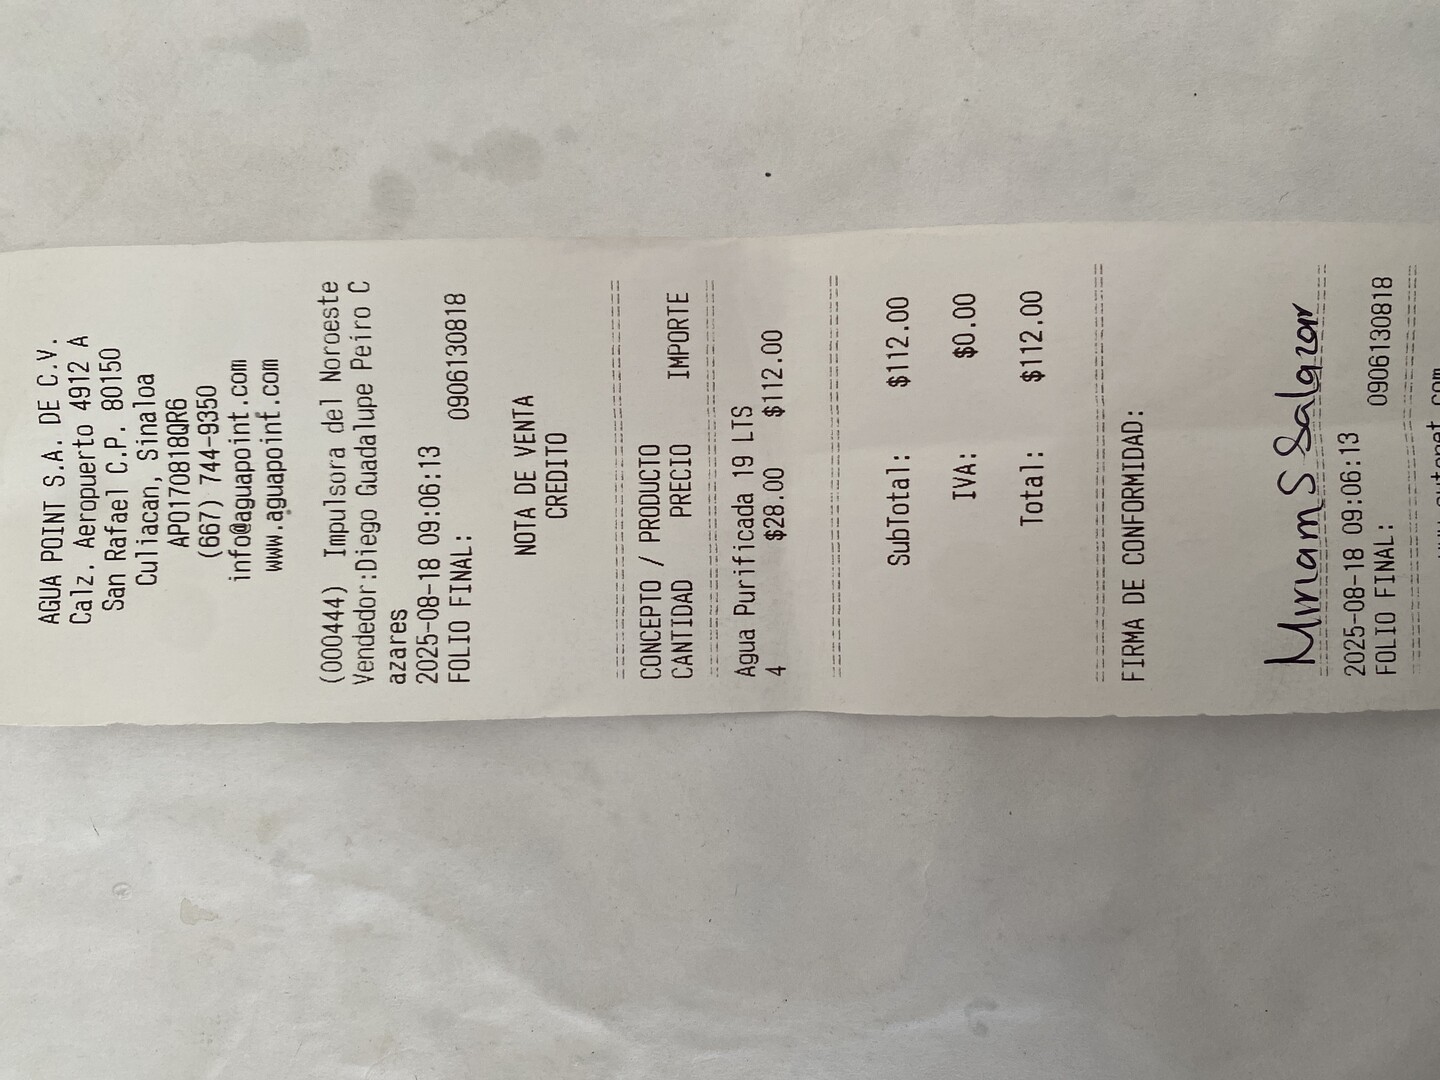 AGUA POINT S.A. DE C.V.
Calz. Aeropuerto 4912 A
San Rafael C.P. 80150
Culiacan, Sinaloa
APO170818QR6
(667) 744-9350
info@aguapoint.com
www.aguapoint.com
(000444) Impulsora del Noroeste
Vendedor:Diego Guadalupe Peiro C
azares
2025-08-18 09:06:13
FOLIO FINAL: 0906130818
NOTA DE VENTA
CREDITO
CONCEPTO / PRODUCTO
CANTIDAD PRECIO IMPORTE
Agua Purificada 19 LTS
4 $28.00 $112.00
SubTotal: $112.00
IVA: $0.00
Total: $112.00
FIRMA DE CONFORMIDAD:
Miriam S Salazar
2025-08-18 09:06:13
FOLIO FINAL: 0906130818